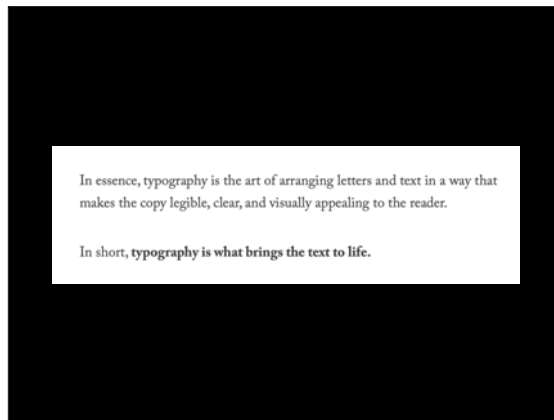 In essence, typography is the art of arranging letters and text in a way that
makes the copy legible, clear, and visually appealing to the reader.
In short, typography is what brings the text to life.